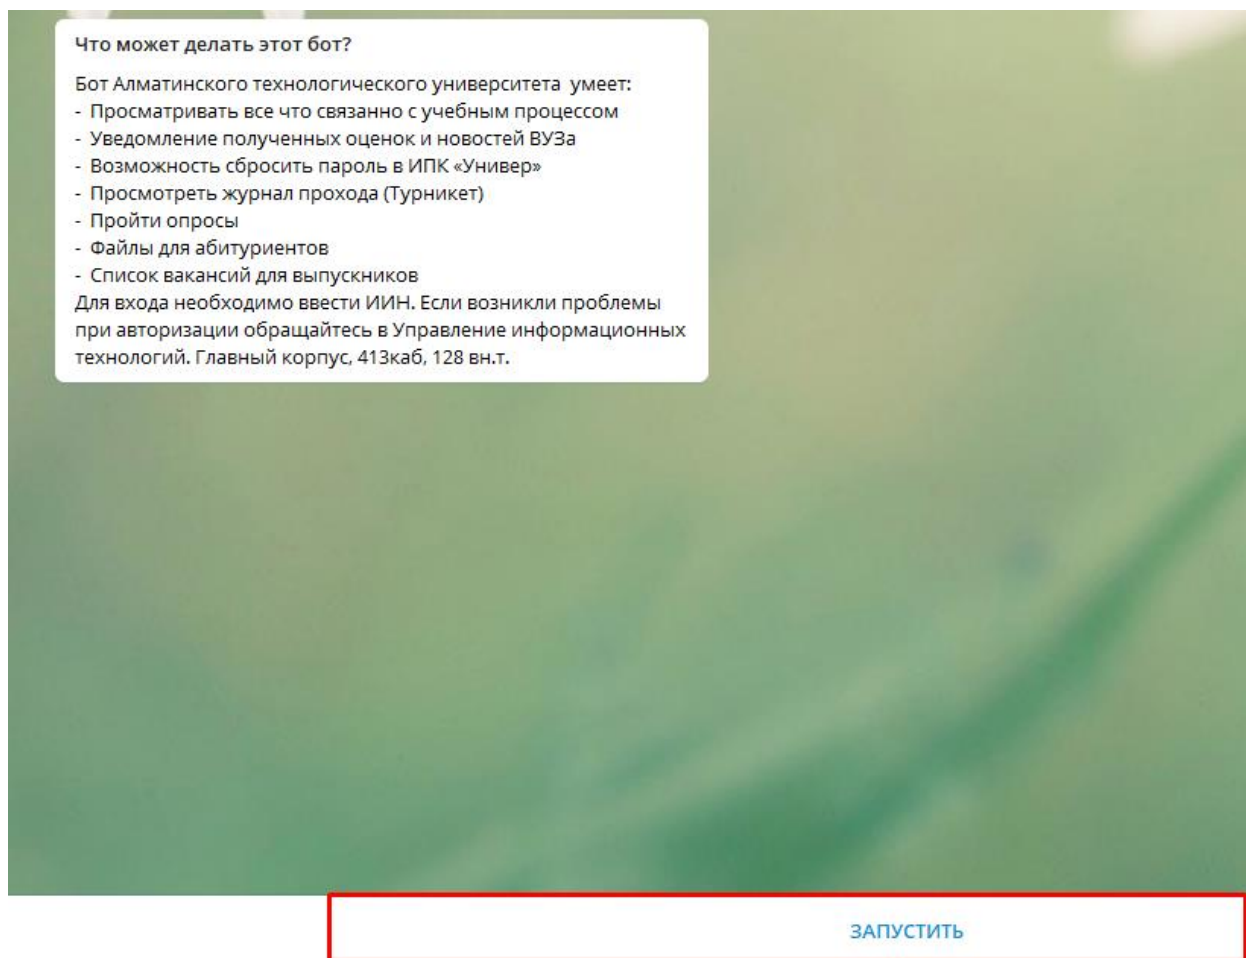 Что может делать этот бот?
Бот Алматинского технологического университета умеет:
- Просматривать все что связанно с учебным процессом
- Уведомление полученных оценок и новостей ВУЗа
- Возможность сбросить пароль в ИПК «Универ»
- Просмотреть журнал прохода (Турникет)
- Пройти опросы
- Файлы для абитуриентов
- Список вакансий для выпускников
Для входа необходимо ввести ИИН. Если возникли проблемы
при авторизации обращайтесь в Управление информационных
технологий. Главный корпус, 413каб, 128 вн.т.
ЗАПУСТИТЬ